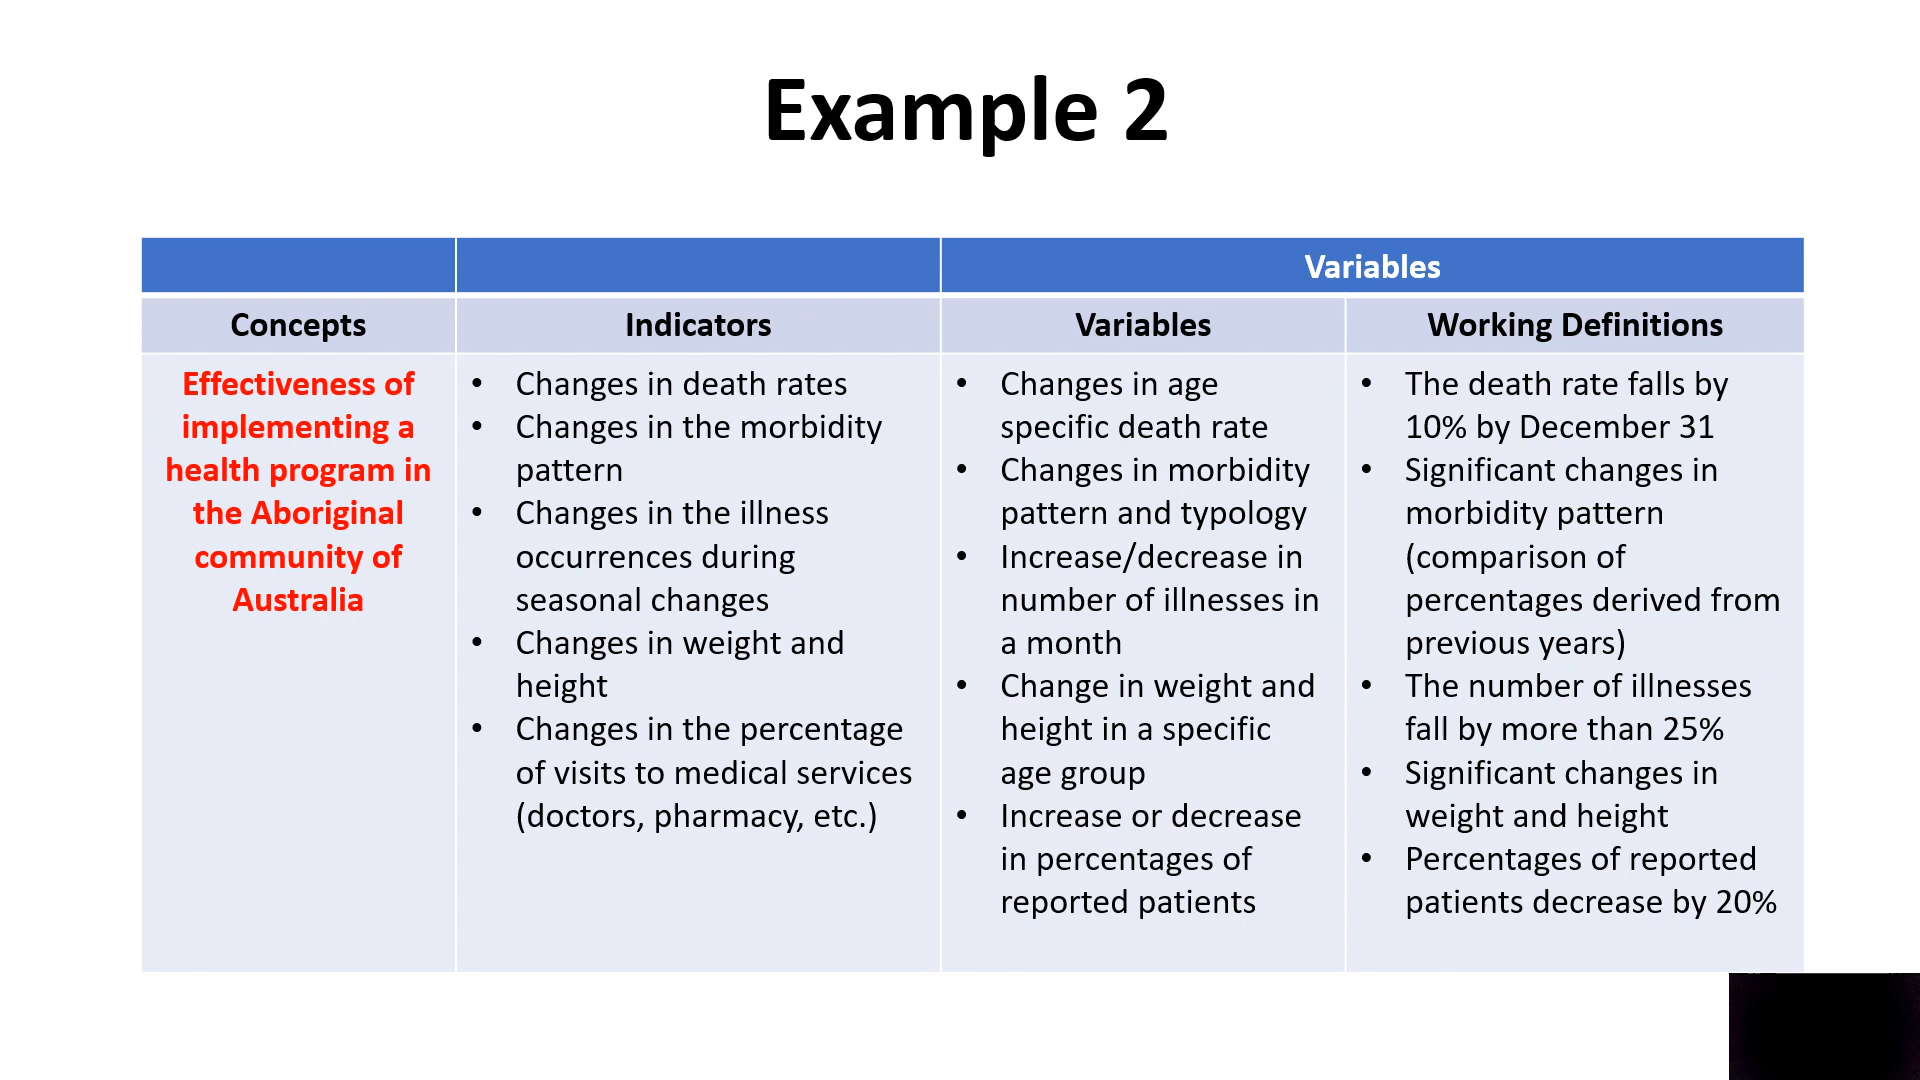 Example 2
Variables
Concepts
Indicators
Variables
Working Definitions
Effectiveness of
implementing a
health program in
the Aboriginal
community of
Australia
• Changes in death rates
• Changes in the morbidity
pattern
• Changes in the illness
occurrences during
seasonal changes
• Changes in weight and
height
• Changes in the percentage
of visits to medical services
(doctors, pharmacy, etc.)
• Changes in age
specific death rate
• Changes in morbidity
pattern and typology
• Increase/decrease in
number of illnesses in
a month
• Change in weight and
height in a specific
age group
• Increase or decrease
in percentages of
reported patients
• The death rate falls by
10% by December 31
• Significant changes in
morbidity pattern
(comparison of
percentages derived from
previous years)
• The number of illnesses
fall by more than 25%
• Significant changes in
weight and height
• Percentages of reported
patients decrease by 20%